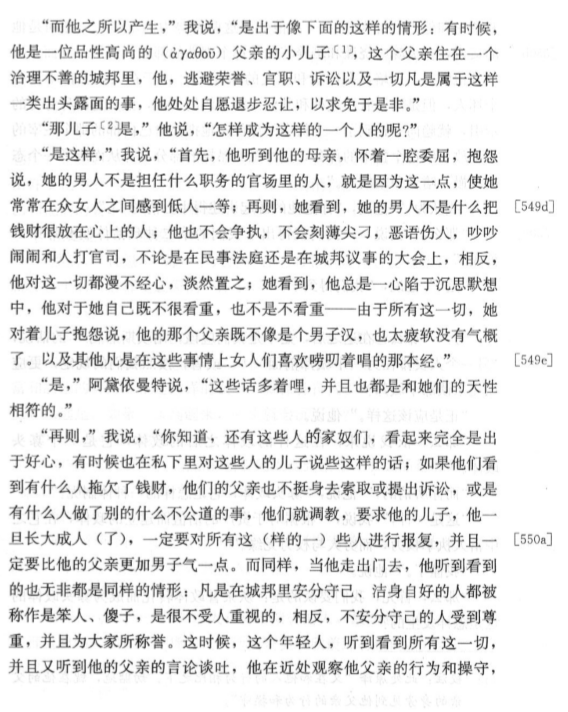 “而他之所以产生，”我说，“是出于像下面的这样的情形：有时候，
他是一位品性高尚的（ἀγαθοῦ）父亲的小儿子〔1〕，这个父亲住在一个
治理不善的城邦里，他，逃避荣誉、官职、诉讼以及一切凡是属于这样
一类出头露面的事，他处处自愿退步忍让，以求免于是非。”
“那儿子〔2〕是，”他说，“怎样成为这样的一个人的呢？”
“是这样，”我说，“首先，他听到他的母亲，怀着一腔委屈，抱怨
说，她的男人不是担任什么职务的官场里的人，就是因为这一点，使她
常常在众女人之间感到低人一等；再则，她看到，她的男人不是什么把 [549d]
钱财很放在心上的人；他也不会争执，不会刻薄尖刁，恶语伤人，吵吵
闹闹和人打官司，不论是在民事法庭还是在城邦议事的大会上，相反，
他对这一切都漫不经心，淡然置之；她看到，他总是一心陷于沉思默想
中，他对于她自己既不很看重，也不是不看重——由于所有这一切，她
对着儿子抱怨说，他的那个父亲既不像是个男子汉，也太疲软没有气概
了。以及其他凡是在这些事情上女人们喜欢唠叨着唱的那本经。” [549e]
“是，”阿黛依曼特说，“这些话多着哩，并且也都是和她们的天性
相符的。”
“再则，”我说，“你知道，还有这些人的家奴们，看起来完全是出
于好心，有时候也在私下里对这些人的儿子说些这样的话；如果他们看
到有什么人拖欠了钱财，他们的父亲也不挺身去索取或提出诉讼，或是
有什么人做了别的什么不公道的事，他们就调教，要求他的儿子，他一
旦长大成人（了），一定要对所有这（样的一）些人进行报复，并且一 [550a]
定要比他的父亲更加男子气一点。而同样，当他走出门去，他听到看到
的也无非都是同样的情形：凡是在城邦里安分守己、洁身自好的人都被
称作是笨人、傻子，是很不受人重视的，相反，不安分守己的人受到尊
重，并且为大家所称誉。这时候，这个年轻人，听到看到所有这一切，
并且又听到他的父亲的言论谈吐，他在近处观察他父亲的行为和操守，